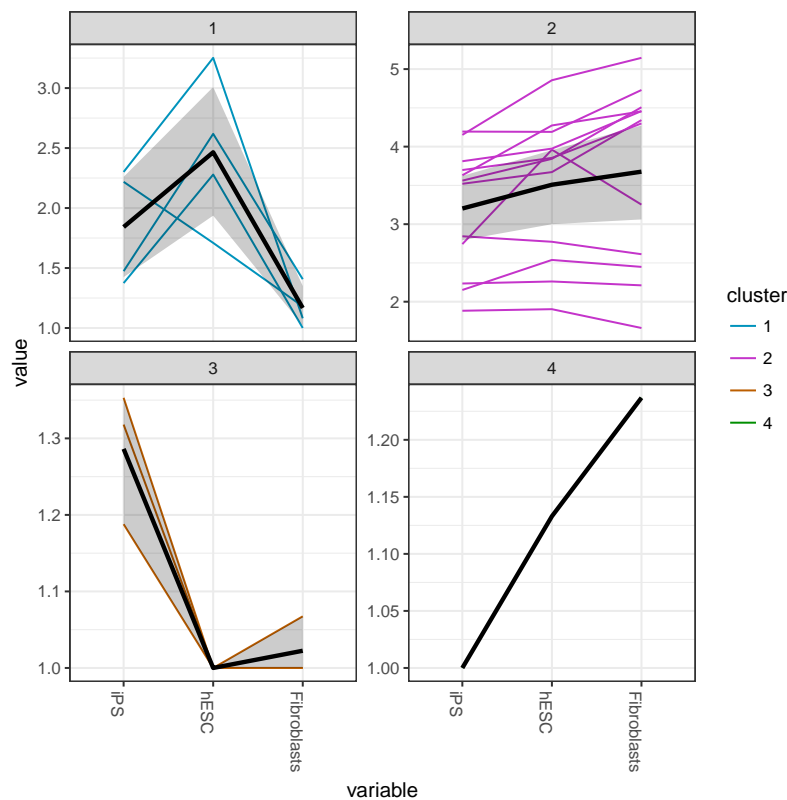 1
2
3.0
2.5
2.0
1.5
1.0
5
4
3
2
value
cluster
1
2
3
4
3
4
1.3
1.2
1.1
1.0
1.20
1.15
1.10
1.05
1.00
iPS
hESC
Fibroblasts
iPS
hESC
Fibroblasts
variable